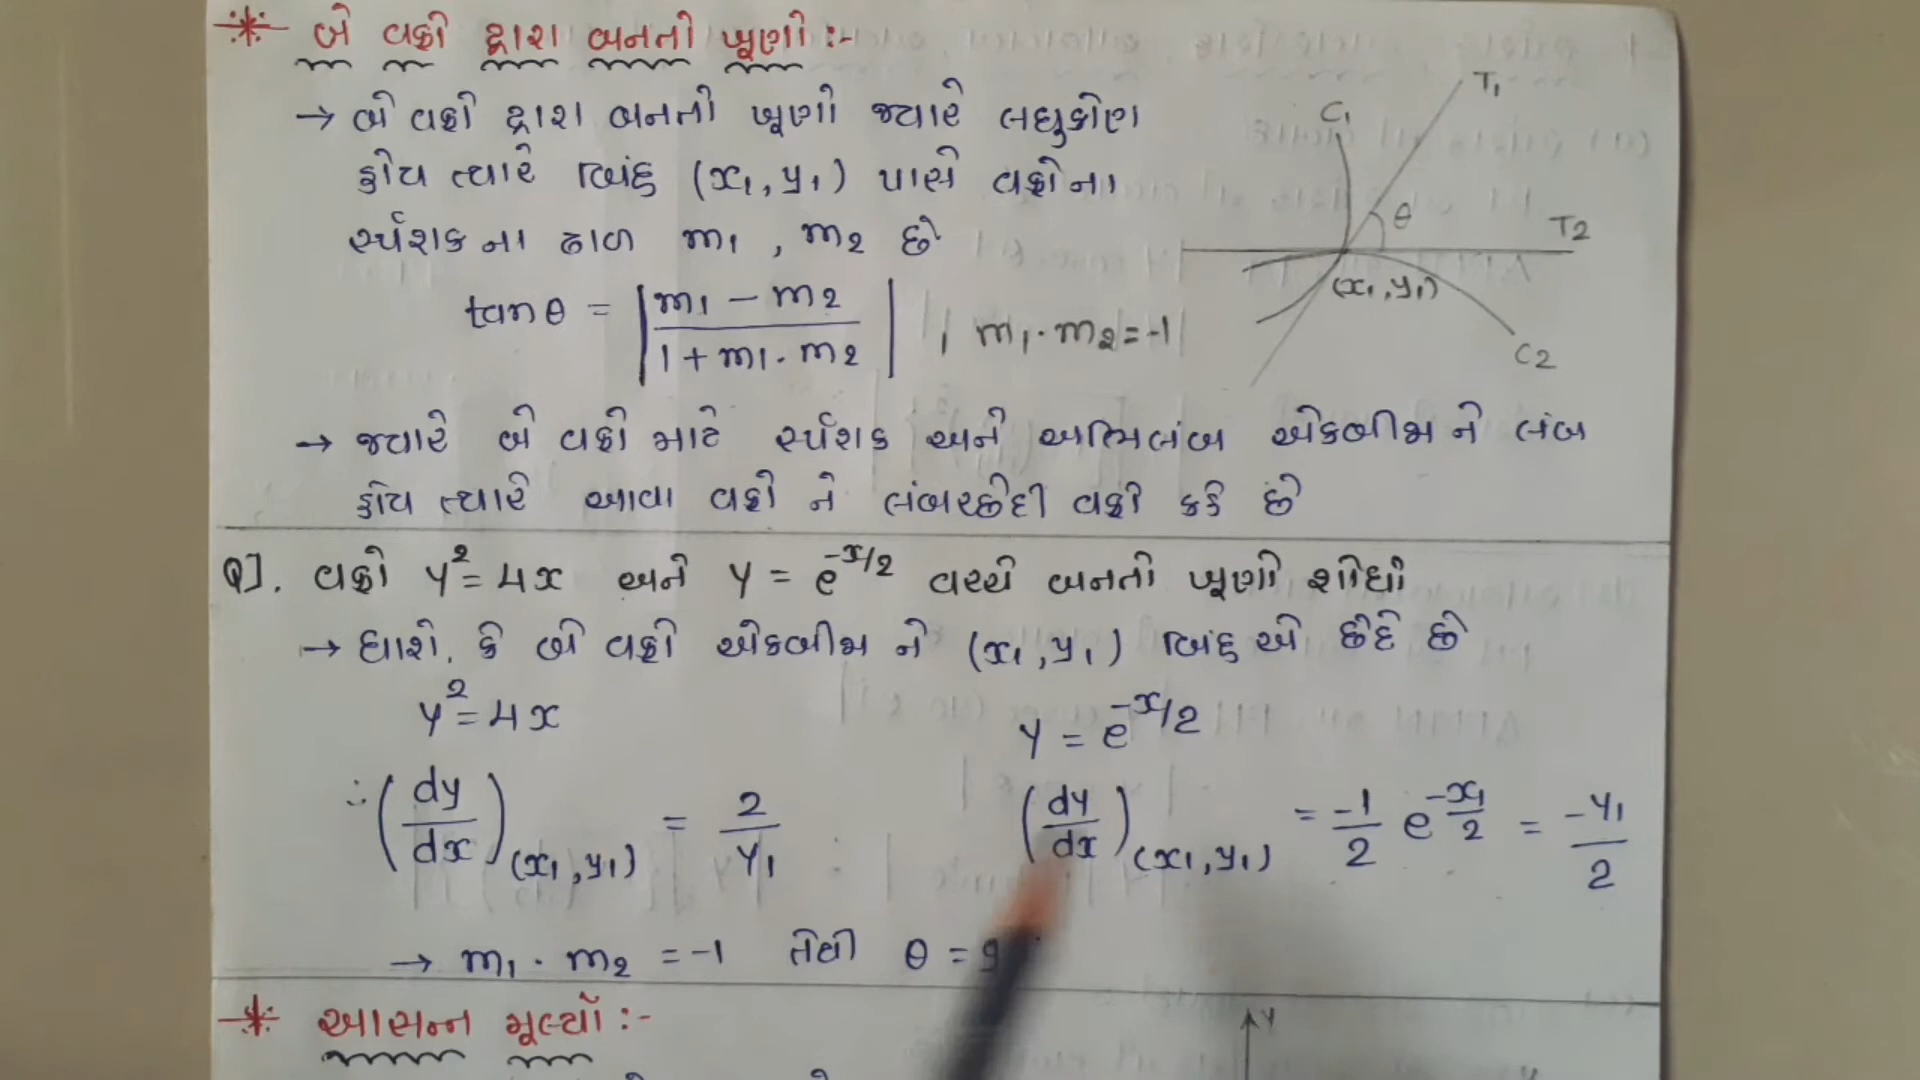 બે વક્રો દ્વારા બનતો ખૂણો :-
→ બે વક્રો દ્વારા બનતો ખૂણો જ્યારે લઘુકોણ
હોય ત્યારે બિંદુ (x₁, y₁) પાસે વક્રોના
સ્પર્શકના ઢાળ m₁ , m₂ છે
tan θ = |m₁ − m₂ / 1 + m₁ · m₂| , m₁ · m₂ = -1
→ જ્યારે બે વક્રો માટે સ્પર્શક અને અભિલંબ એકબીજાને લંબ
હોય ત્યારે આવા વક્રો ને લંબચ્છેદી વક્રો કહે છે
C₁
T₁
θ
T₂
(x₁, y₁)
C₂
Q]. વક્રો y² = 4x અને y = e^(-x/2) વચ્ચે બનતો ખૂણો શોધો
→ ધારો. કે બે વક્રો એકબીજા ને (x₁, y₁) બિંદુએ છેદે છે
y² = 4x
y = e^(-x/2)
∴ (dy/dx)(x₁, y₁) = 2/y₁
(dy/dx)(x₁, y₁) = -1/2 e^(-x₁/2) = -y₁/2
→ m₁ · m₂ = -1 તેથી θ = 9
આસન્ન મૂલ્યો :-
y